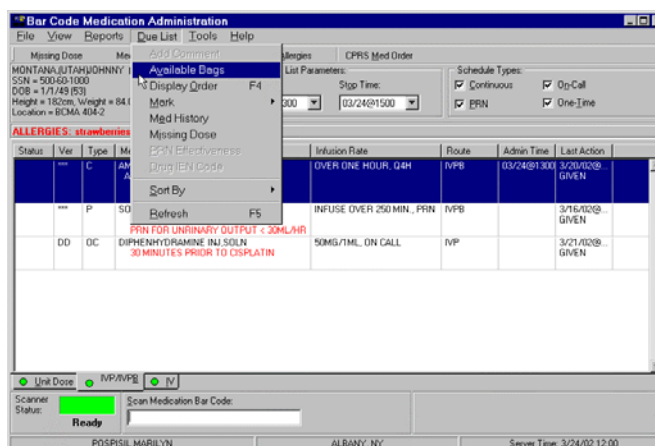 Bar Code Medication Administration
File View Reports Due List Tools Help
Missing Dose Allergies CPRS Med Order
MONTANA,(UTAH)JOHNNY
SSN = 500-60-1000
DOB = 1/1/49 (53)
Height = 182cm, Weight =
Location = BCMA 404-2
List Parameters:
Stop Time:
03/24@1500
Schedule Types:
Continuous On-Call
PRN One-Time
Add Comment
Available Bags
Display Order F4
Mark
Med History
Missing Dose
PRN Effectiveness
Drug IEN Code
Sort By
Refresh F5
ALLERGIES: strawberries
Status Ver Type Infusion Rate Route Admin Time Last Action
*** C AM OVER ONE HOUR, Q4H IVPB 03/24@1300 3/20/02@...
GIVEN
*** P SO INFUSE OVER 250 MIN., PRN IVPB 3/16/02@...
GIVEN
PRN FOR UNRINARY OUTPUT < 30ML/HR
DD OC DIPHENHYDRAMINE INJ,SOLN 50MG/1ML, ON CALL IVP 3/21/02@...
30 MINUTES PRIOR TO CISPLATIN GIVEN
Unit Dose IVP/IVPB IV
Scanner
Status:
Ready
Scan Medication Bar Code:
POSPISIL,MARILYN ALBANY, NY Server Time: 3/24/02 12:00